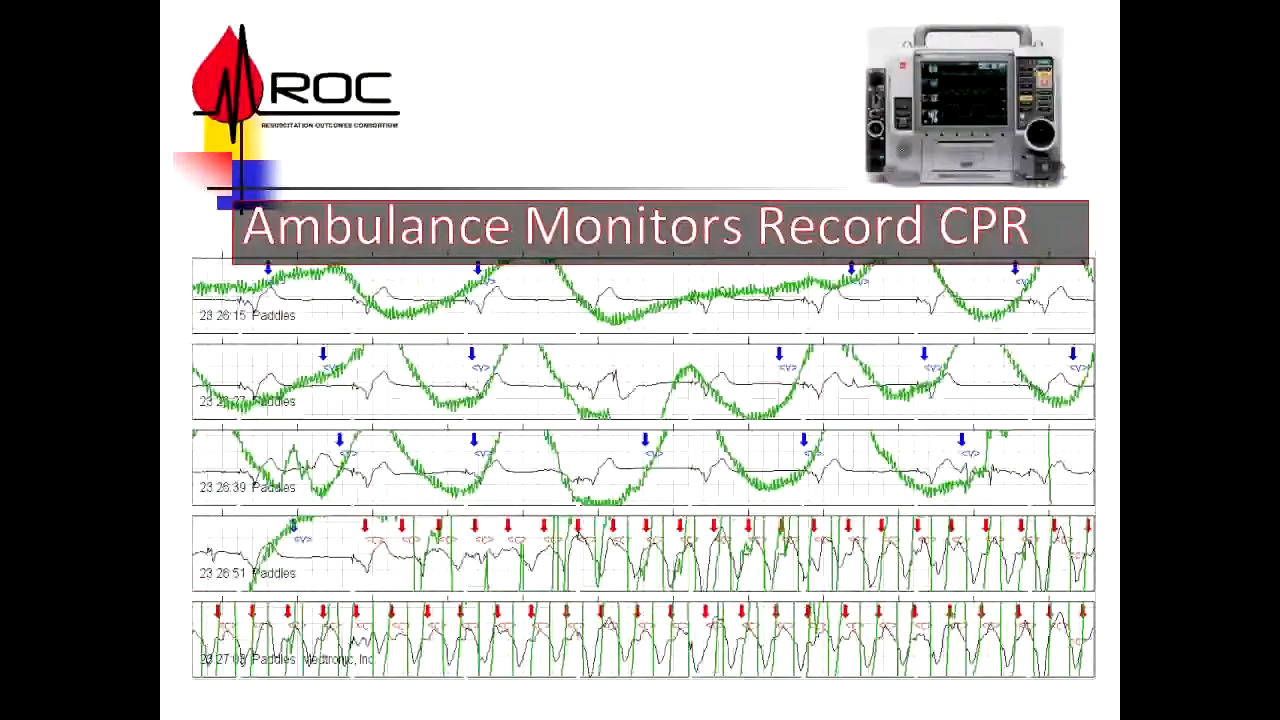 ROC
RESUSCITATION OUTCOMES CONSORTIUM
Ambulance Monitors Record CPR
<V> <V> <V> <V>
23 26:15 Paddles
<V> <V> <V> <V> <V>
Paddles
<V> <V> <V> <V> <V>
23 26:39 Paddles
<V>
23 26:51 Paddles
Paddles Medtronic, Inc